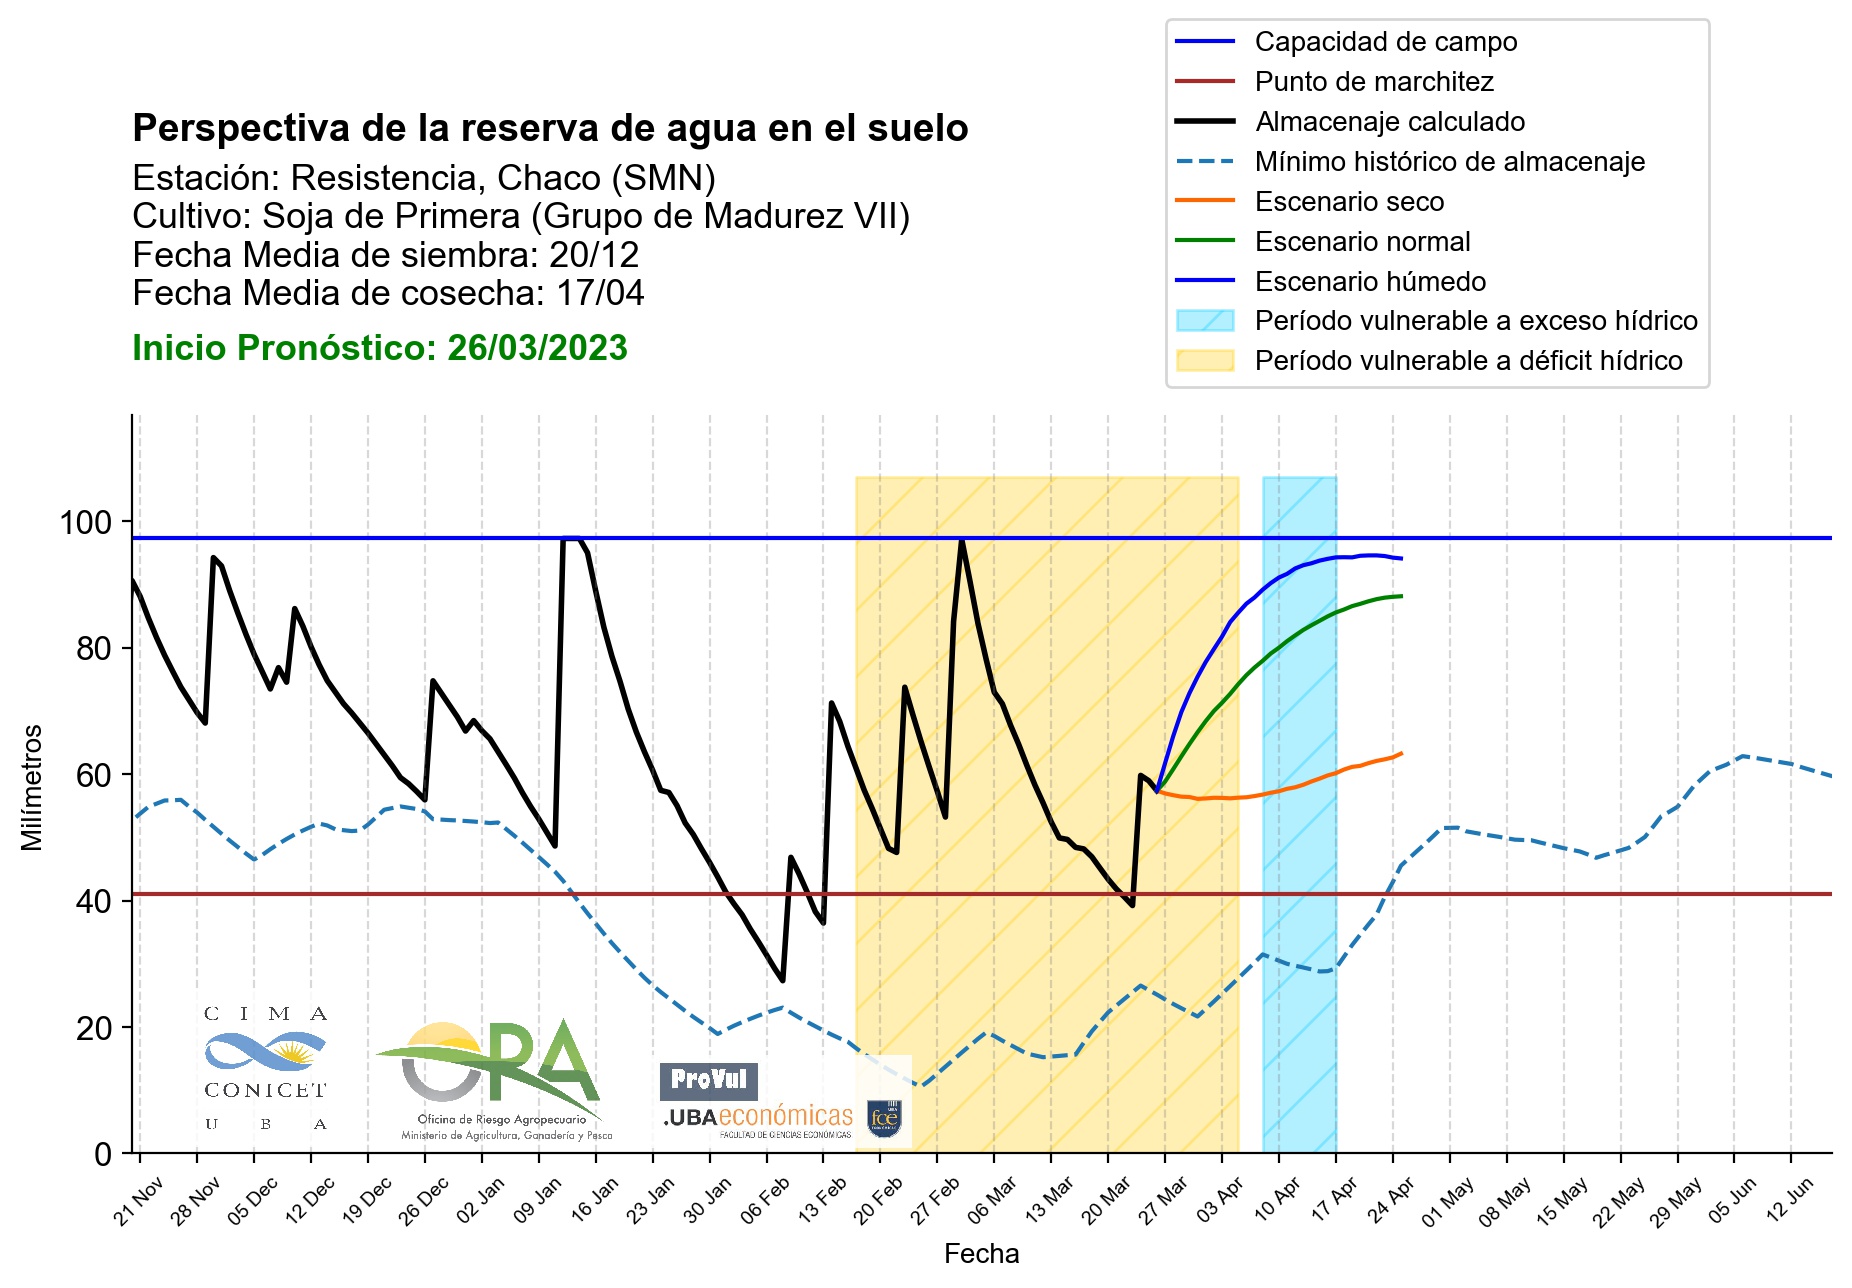 Capacidad de campo
Punto de marchitez
Almacenaje calculado
Mínimo histórico de almacenaje
Escenario seco
Escenario normal
Escenario húmedo
Período vulnerable a exceso hídrico
Período vulnerable a déficit hídrico
Perspectiva de la reserva de agua en el suelo
Estación: Resistencia, Chaco (SMN)
Cultivo: Soja de Primera (Grupo de Madurez VII)
Fecha Media de siembra: 20/12
Fecha Media de cosecha: 17/04
Inicio Pronóstico: 26/03/2023
Milímetros
100
80
60
40
20
0
CIMA
CONICET
UBA
ORA
Oficina de Riesgo Agropecuario
Ministerio de Agricultura, Ganadería y Pesca
ProVul
.UBAeconómicas
FACULTAD DE CIENCIAS ECONÓMICAS
UBA
fce
21 Nov
28 Nov
05 Dec
12 Dec
19 Dec
26 Dec
02 Jan
09 Jan
16 Jan
23 Jan
30 Jan
06 Feb
13 Feb
20 Feb
27 Feb
06 Mar
13 Mar
20 Mar
27 Mar
03 Apr
10 Apr
17 Apr
24 Apr
01 May
08 May
15 May
22 May
29 May
05 Jun
12 Jun
Fecha